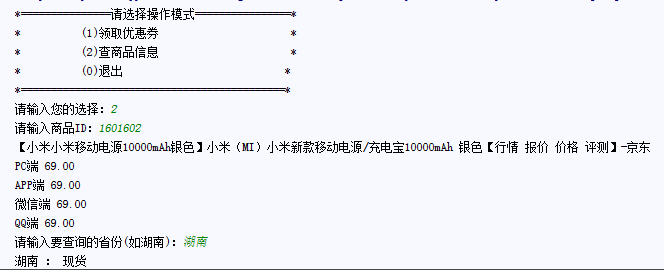 *===============请选择操作模式================*
* (1)领取优惠券 *
* (2)查商品信息 *
* (0)退出 *
*============================================*
请输入您的选择：2
请输入商品ID：1601602
【小米小米移动电源10000mAh银色】小米（MI）小米新款移动电源/充电宝10000mAh 银色【行情 报价 价格 评测】-京东
PC端 69.00
APP端 69.00
微信端 69.00
QQ端 69.00
请输入要查询的省份(如湖南)：湖南
湖南 ： 现货